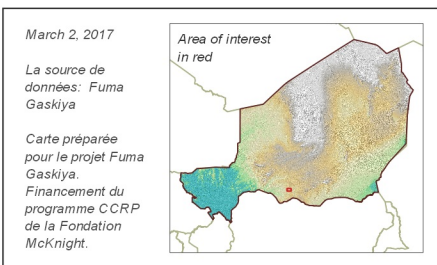 March 2, 2017
La source de
données: Fuma
Gaskiya
Carte préparée
pour le projet Fuma
Gaskiya.
Financement du
programme CCRP
de la Fondation
McKnight.
Area of interest
in red